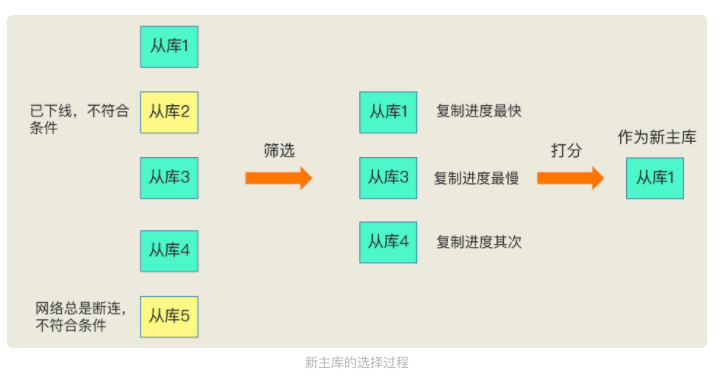 从库1
已下线，不符合
条件
从库2
从库3
从库4
网络总是断连，
不符合条件
从库5
筛选
从库1
复制进度最快
从库3
复制进度最慢
从库4
复制进度其次
打分
作为新主库
从库1
新主库的选择过程